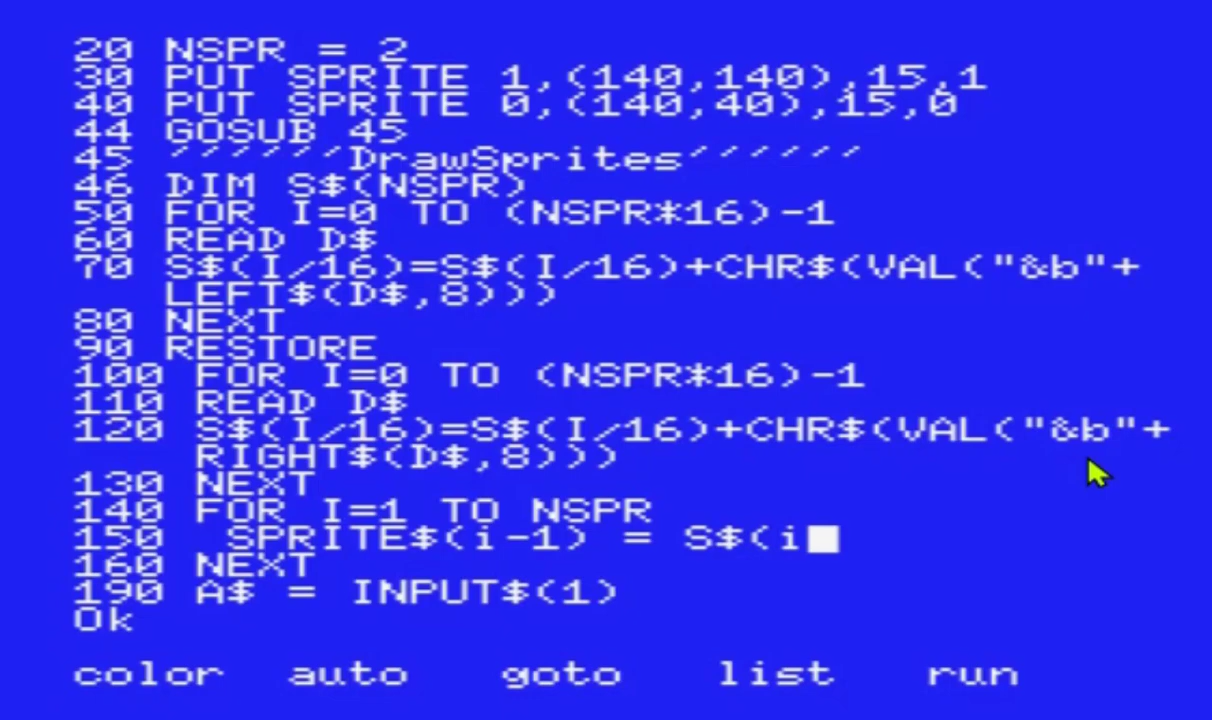 20 NSPR = 2
30 PUT SPRITE 1,(140,140),15,1
40 PUT SPRITE 0,(140,40),15,0
44 GOSUB 45
45 ''''''DrawSprites''''''
46 DIM S$(NSPR)
50 FOR I=0 TO (NSPR*16)-1
60 READ D$
70 S$(I/16)=S$(I/16)+CHR$(VAL("&b"+
LEFT$(D$,8)))
80 NEXT
90 RESTORE
100 FOR I=0 TO (NSPR*16)-1
110 READ D$
120 S$(I/16)=S$(I/16)+CHR$(VAL("&b"+
RIGHT$(D$,8)))
130 NEXT
140 FOR I=1 TO NSPR
150  SPRITE$(i-1) = S$(i
160 NEXT
190 A$ = INPUT$(1)
Ok
color auto goto list run